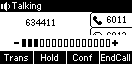 Talking
634411
6011
- +
Trans Hold Conf EndCall